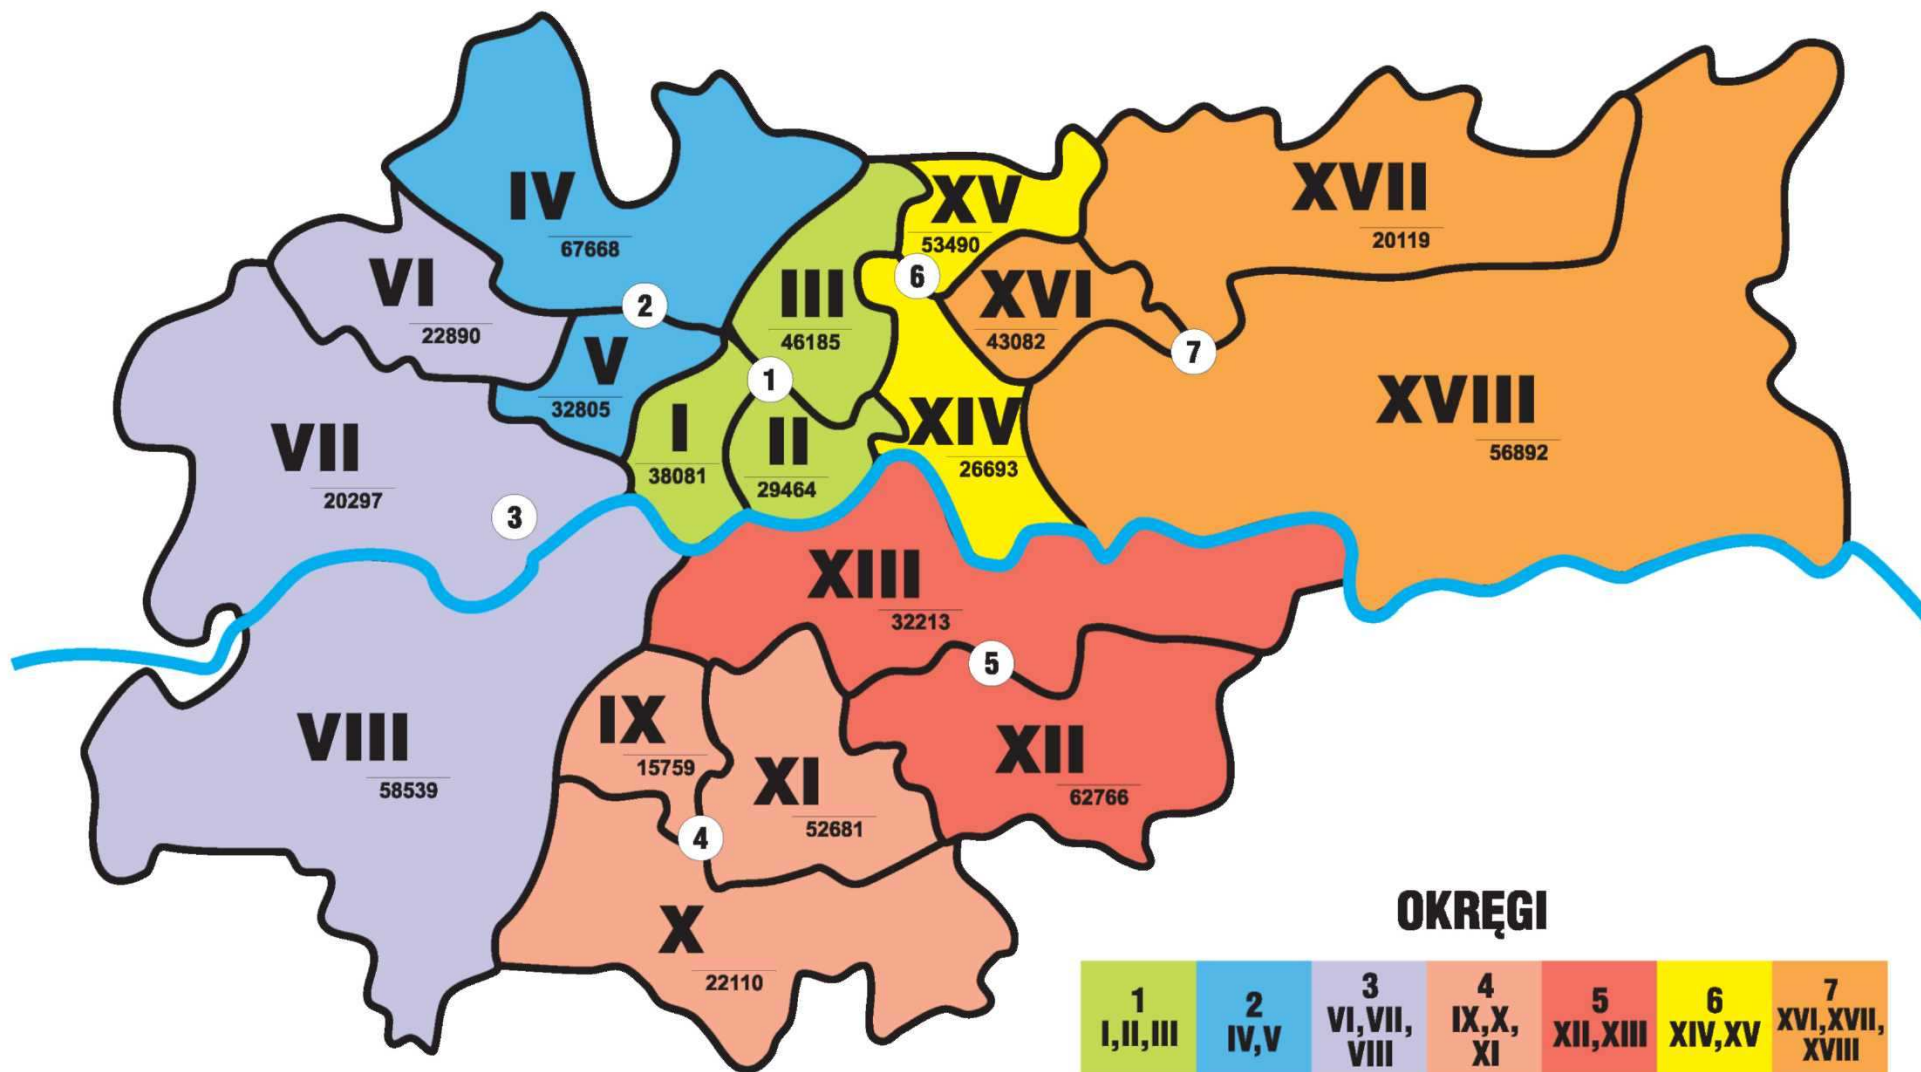 IV
67668
XV
53490
XVII
20119
VI
22890
2
III
46185
6
XVI
43082
7
V
32805
1
XVIII
56892
VII
20297
I
38081
II
29464
XIV
26693
3
XIII
32213
5
VIII
58539
IX
15759
XI
52681
XII
62766
4
X
22110
OKRĘGI
1
I,II,III
2
IV,V
3
VI,VII,
VIII
4
IX,X,
XI
5
XII,XIII
6
XIV,XV
7
XVI,XVII,
XVIII